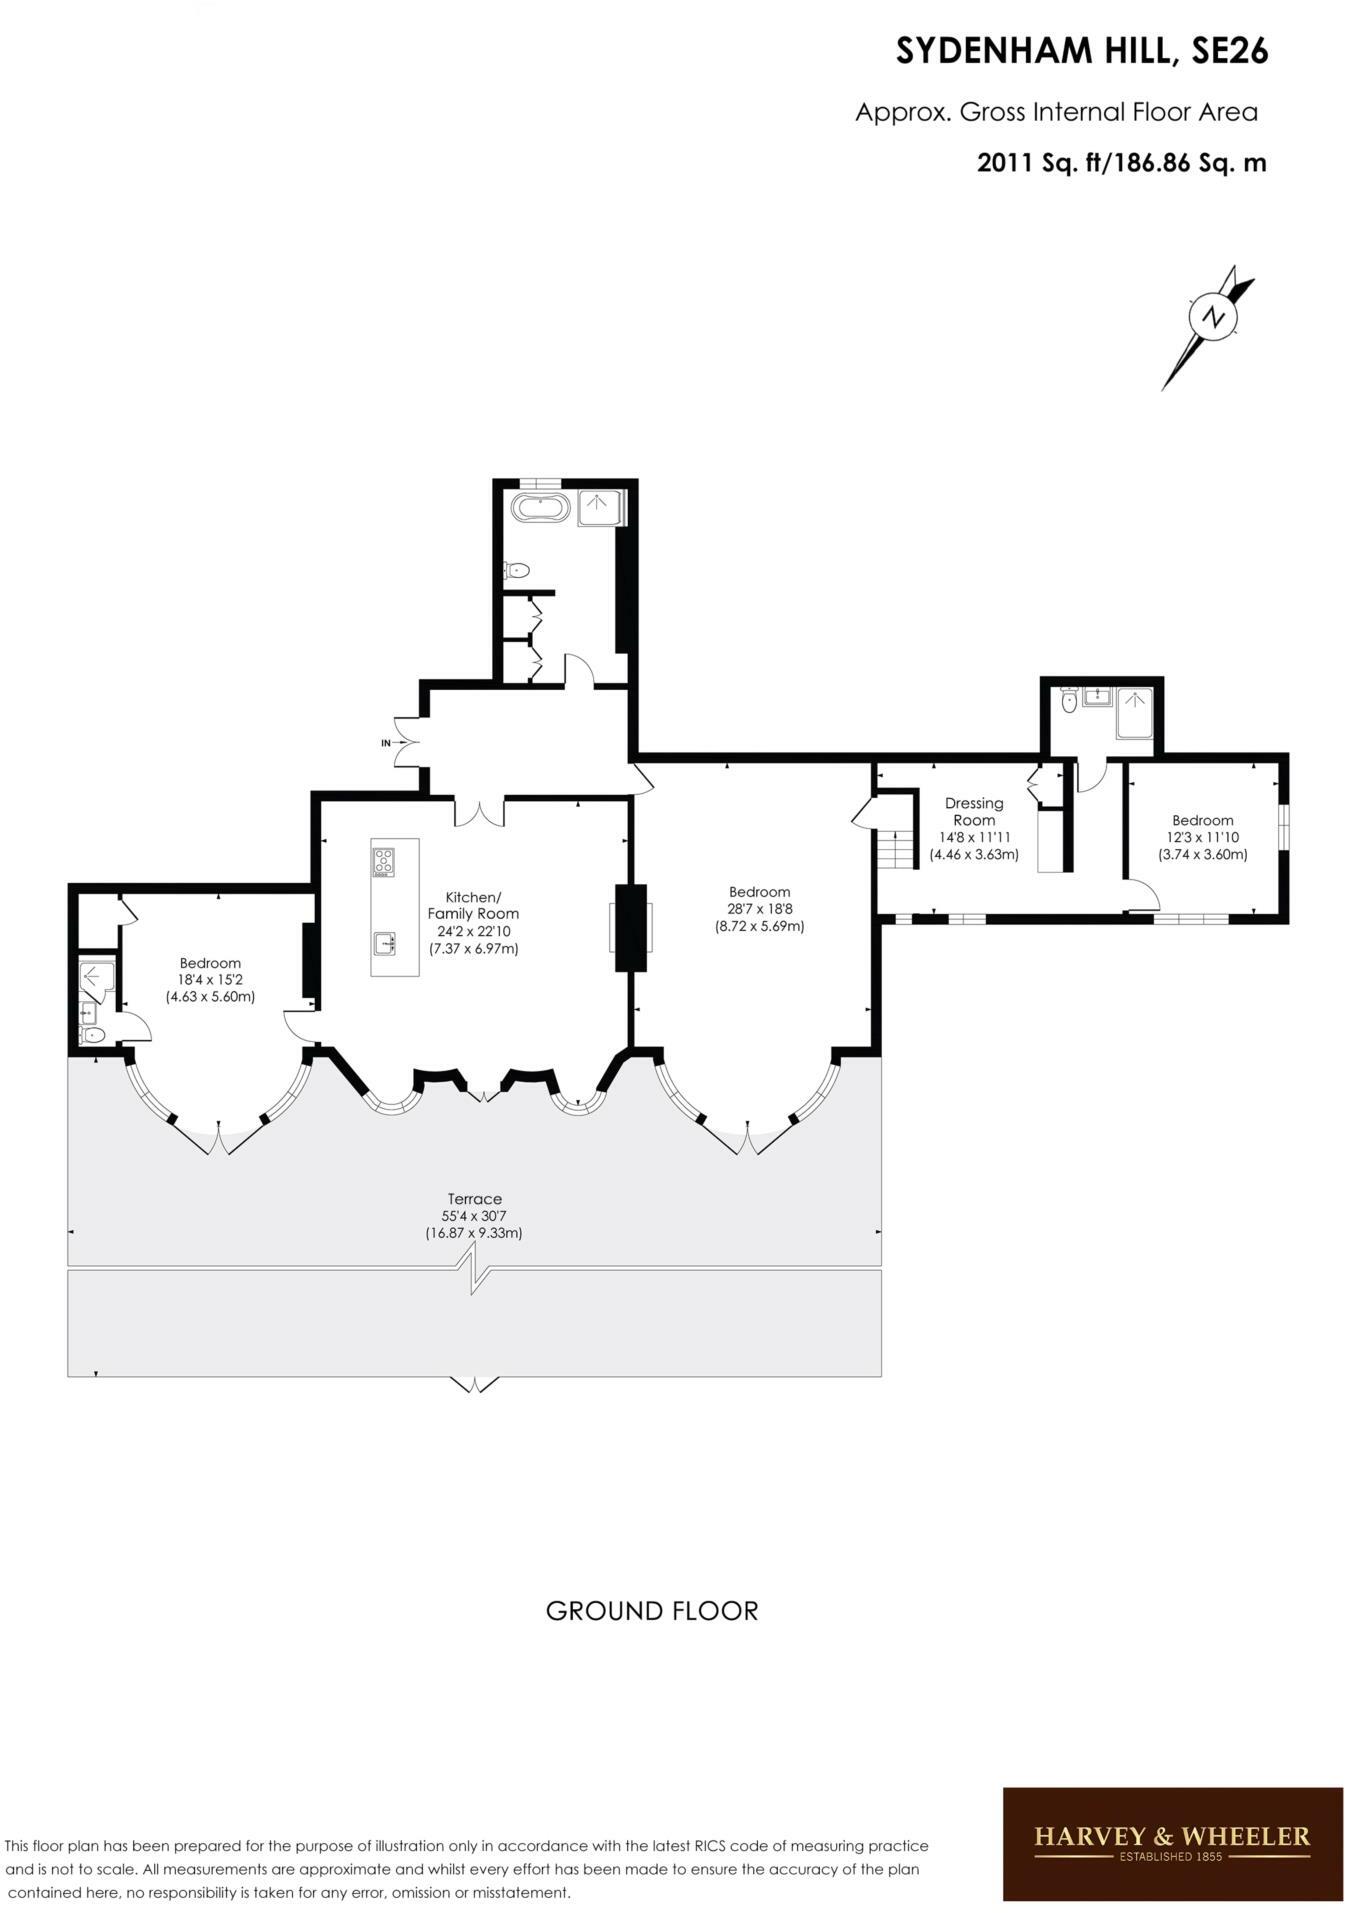 SYDENHAM HILL, SE26
Approx. Gross Internal Floor Area
2011 Sq. ft/186.86 Sq. m
N
IN
Dressing
Room
14'8 x 11'11
(4.46 x 3.63m)
Bedroom
12'3 x 11'10
(3.74 x 3.60m)
Kitchen/
Family Room
24'2 x 22'10
(7.37 x 6.97m)
Bedroom
28'7 x 18'8
(8.72 x 5.69m)
Bedroom
18'4 x 15'2
(4.63 x 5.60m)
Terrace
55'4 x 30'7
(16.87 x 9.33m)
GROUND FLOOR
This floor plan has been prepared for the purpose of illustration only in accordance with the latest RICS code of measuring practice
and is not to scale. All measurements are approximate and whilst every effort has been made to ensure the accuracy of the plan
contained here, no responsibility is taken for any error, omission or misstatement.
HARVEY & WHEELER
ESTABLISHED 1855